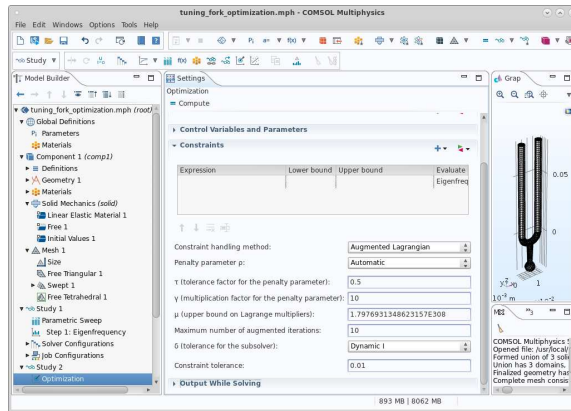 tuning_fork_optimization.mph - COMSOL Multiphysics
File Edit Windows Options Tools Help
Pi a= f(x)
Study
f(x)
Model Builder
tuning_fork_optimization.mph (root)
Global Definitions
Pi Parameters
Materials
Component 1 (comp1)
Definitions
Geometry 1
Materials
Solid Mechanics (solid)
Linear Elastic Material 1
Free 1
Initial Values 1
Mesh 1
Size
Free Triangular 1
Swept 1
Free Tetrahedral 1
Study 1
Parametric Sweep
Step 1: Eigenfrequency
Solver Configurations
Job Configurations
Study 2
Optimization
Settings
Optimization
= Compute
Control Variables and Parameters
Constraints
Expression Lower bound Upper bound Evaluate
Eigenfreq
Constraint handling method: Augmented Lagrangian
Penalty parameter ρ: Automatic
τ (tolerance factor for the penalty parameter): 0.5
γ (multiplication factor for the penalty parameter): 10
μ (upper bound on Lagrange multipliers): 1.7976931348623157E308
Maximum number of augmented iterations: 10
δ (tolerance for the subsolver): Dynamic I
Constraint tolerance: 0.01
Output While Solving
Grap
0.05
0
1
COMSOL Multiphysics 5
Opened file: /usr/local/
Formed union of 3 soli
Union has 3 domains,
Finalized geometry has
Complete mesh consis
893 MB | 8062 MB